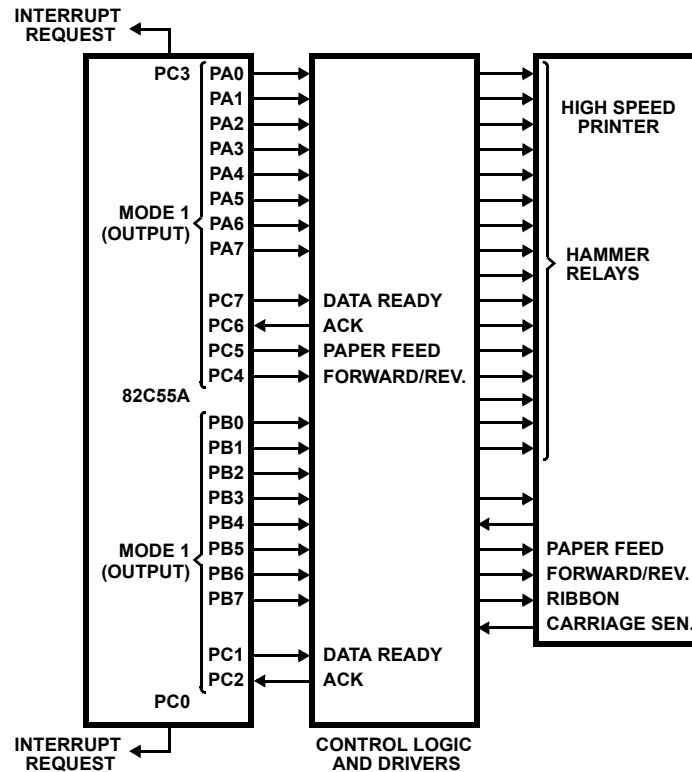 INTERRUPT
REQUEST
PC3
PA0
PA1
PA2
PA3
PA4
PA5
PA6
PA7
MODE 1
(OUTPUT)
PC7
PC6
PC5
PC4
82C55A
PB0
PB1
PB2
PB3
PB4
PB5
PB6
PB7
MODE 1
(OUTPUT)
PC1
PC2
PC0
INTERRUPT
REQUEST
DATA READY
ACK
PAPER FEED
FORWARD/REV.
DATA READY
ACK
CONTROL LOGIC
AND DRIVERS
HIGH SPEED
PRINTER
HAMMER
RELAYS
PAPER FEED
FORWARD/REV.
RIBBON
CARRIAGE SEN.